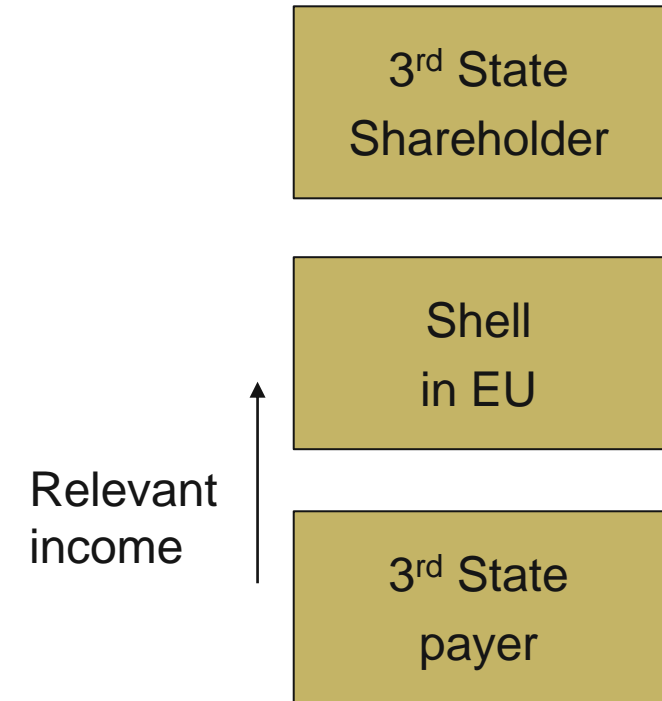 3rd State
Shareholder
Shell
in EU
Relevant
income
3rd State
payer